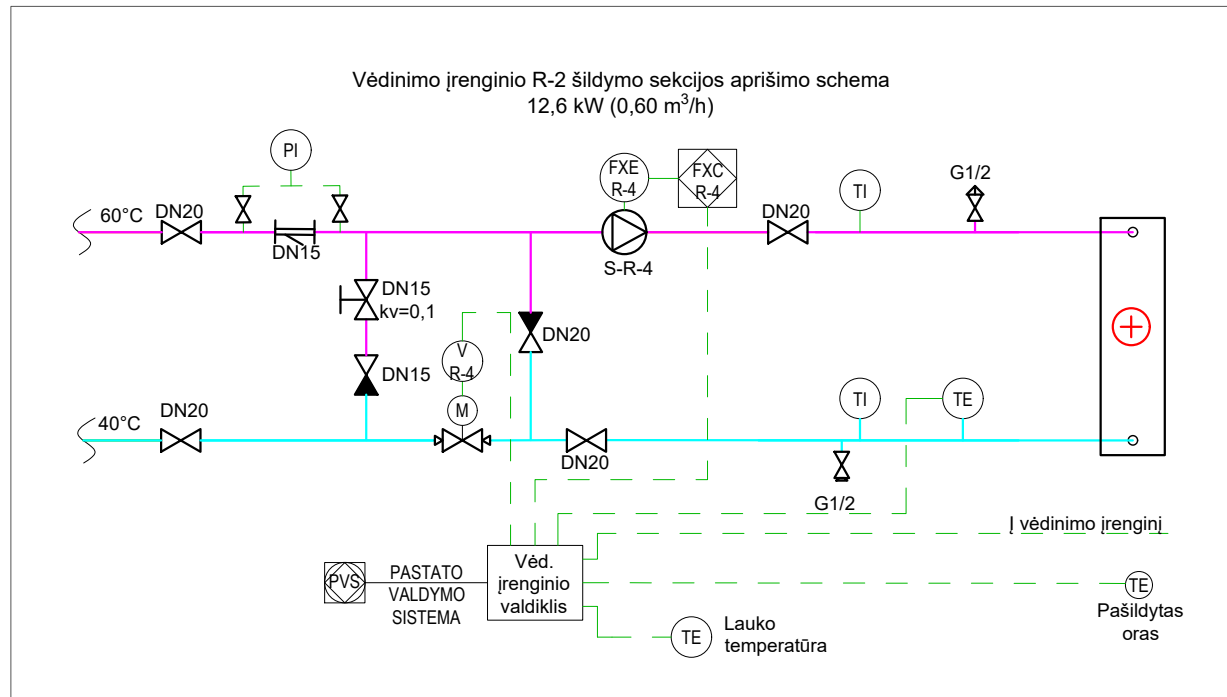 Vėdinimo įrenginio R-2 šildymo sekcijos aprišimo schema
12,6 kW (0,60 m³/h)
PI
FXE
R-4
FXC
R-4
TI
G1/2
60°C
DN20
DN15
S-R-4
DN20
DN15
kv=0,1
DN20
V
R-4
DN15
M
TI
TE
40°C
DN20
DN20
G1/2
Į vėdinimo įrenginį
PVS
PASTATO
VALDYMO
SISTEMA
Vėd.
įrenginio
valdiklis
TE
Pašildytas
oras
TE
Lauko
temperatūra